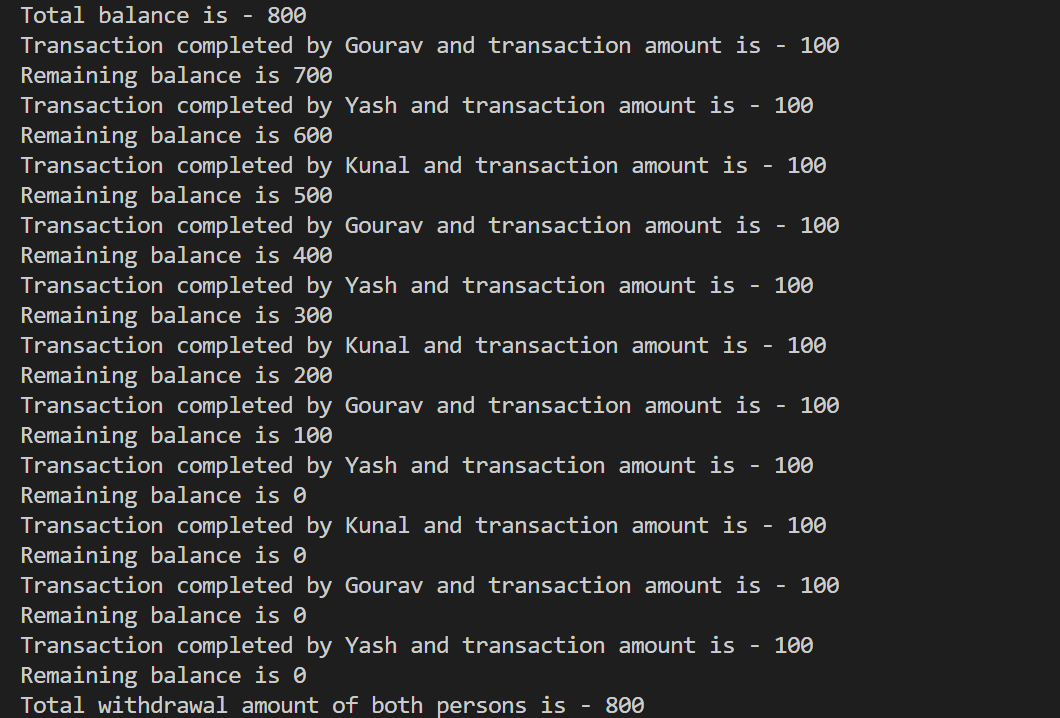 Total balance is - 800
Transaction completed by Gourav and transaction amount is - 100
Remaining balance is 700
Transaction completed by Yash and transaction amount is - 100
Remaining balance is 600
Transaction completed by Kunal and transaction amount is - 100
Remaining balance is 500
Transaction completed by Gourav and transaction amount is - 100
Remaining balance is 400
Transaction completed by Yash and transaction amount is - 100
Remaining balance is 300
Transaction completed by Kunal and transaction amount is - 100
Remaining balance is 200
Transaction completed by Gourav and transaction amount is - 100
Remaining balance is 100
Transaction completed by Yash and transaction amount is - 100
Remaining balance is 0
Transaction completed by Kunal and transaction amount is - 100
Remaining balance is 0
Transaction completed by Gourav and transaction amount is - 100
Remaining balance is 0
Transaction completed by Yash and transaction amount is - 100
Remaining balance is 0
Total withdrawal amount of both persons is - 800